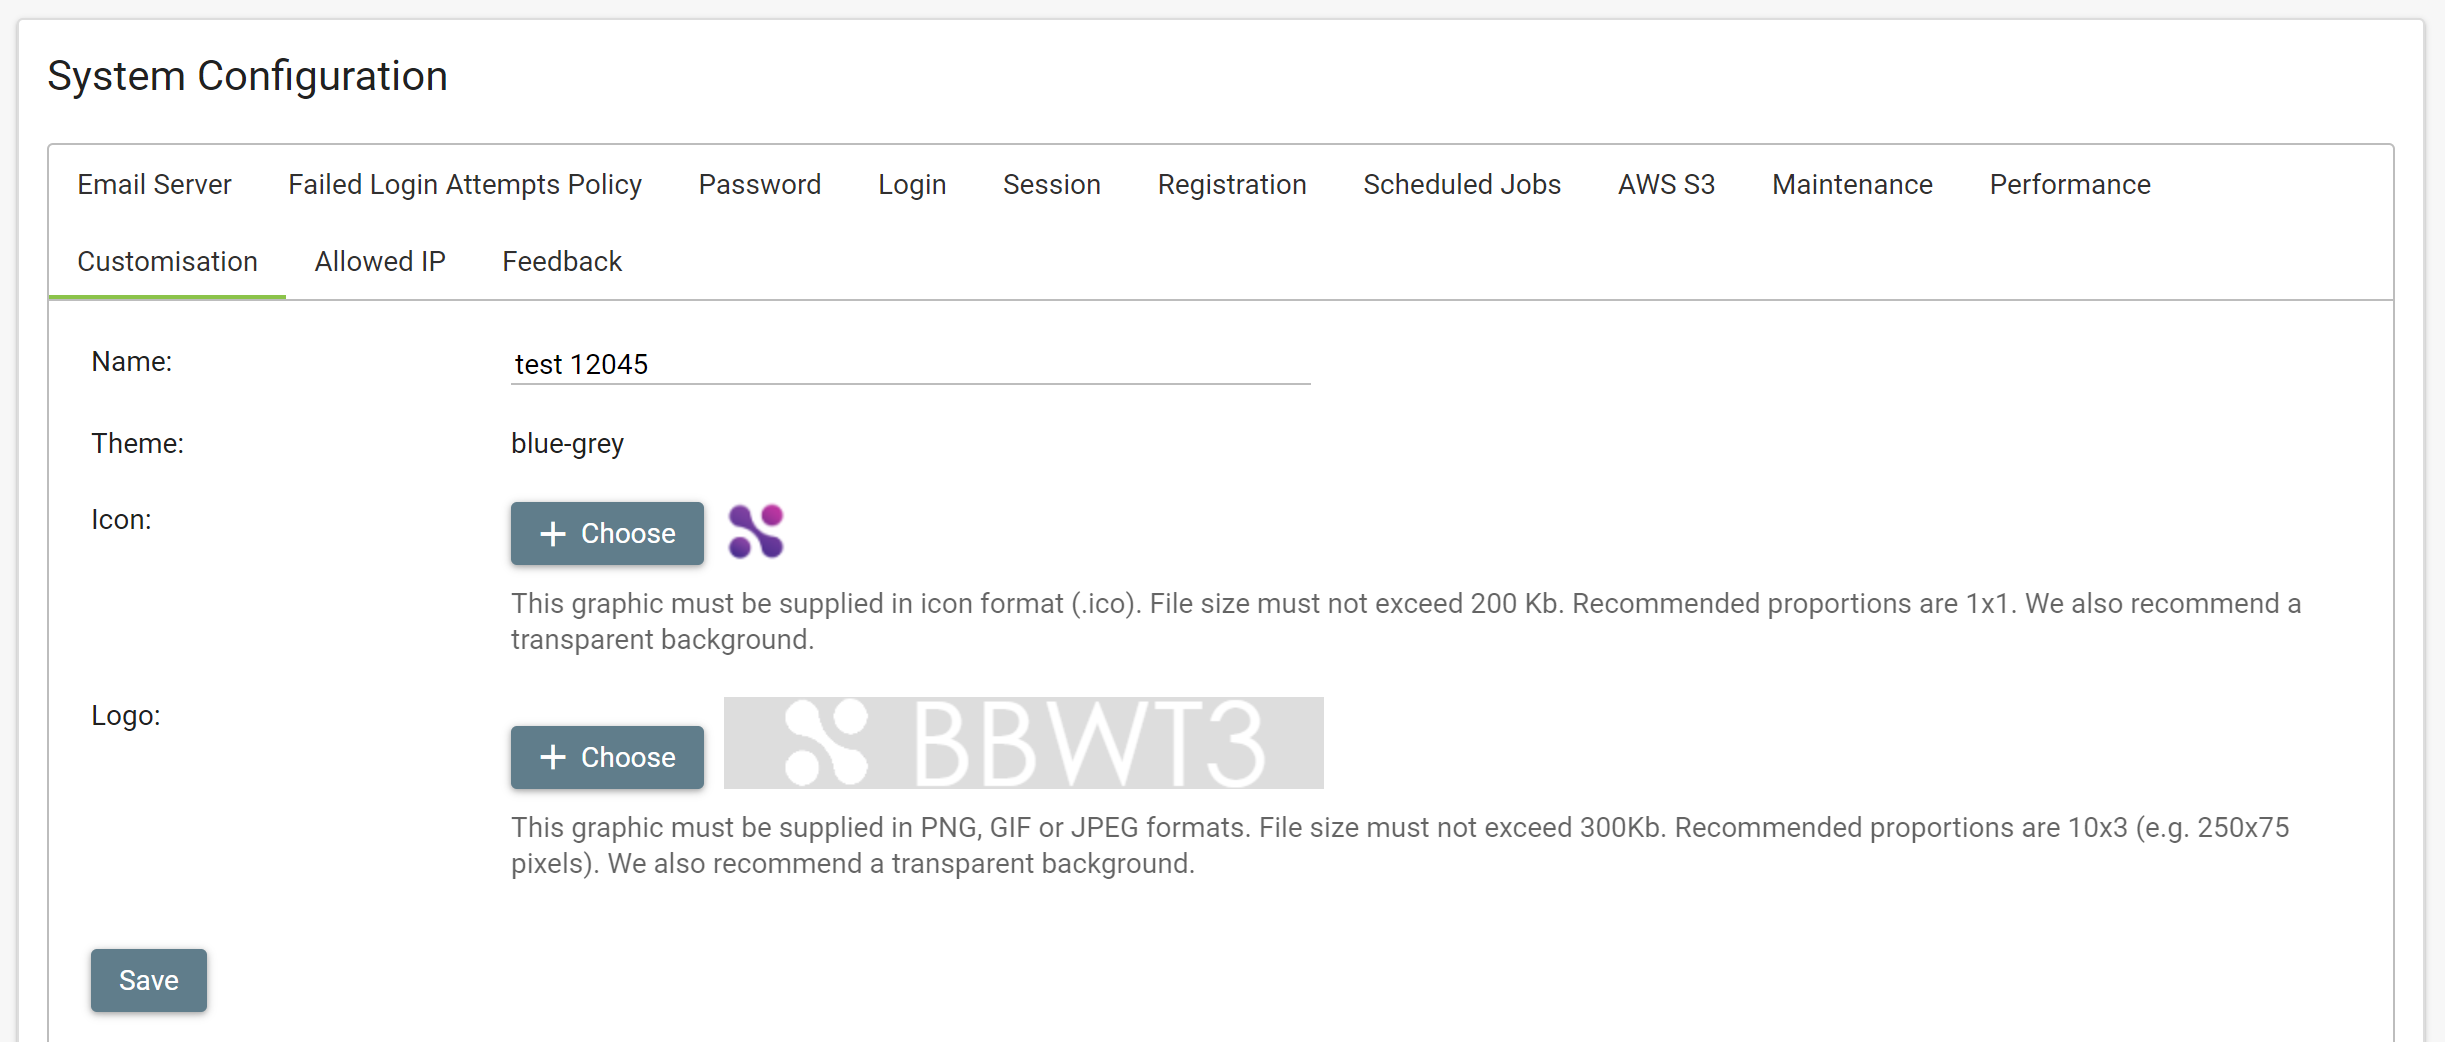 System Configuration
Email Server Failed Login Attempts Policy Password Login Session Registration Scheduled Jobs AWS S3 Maintenance Performance
Customisation Allowed IP Feedback
Name: test 12045
Theme: blue-grey
Icon: + Choose
This graphic must be supplied in icon format (.ico). File size must not exceed 200 Kb. Recommended proportions are 1x1. We also recommend a
transparent background.
Logo: + Choose BBWT3
This graphic must be supplied in PNG, GIF or JPEG formats. File size must not exceed 300Kb. Recommended proportions are 10x3 (e.g. 250x75
pixels). We also recommend a transparent background.
Save